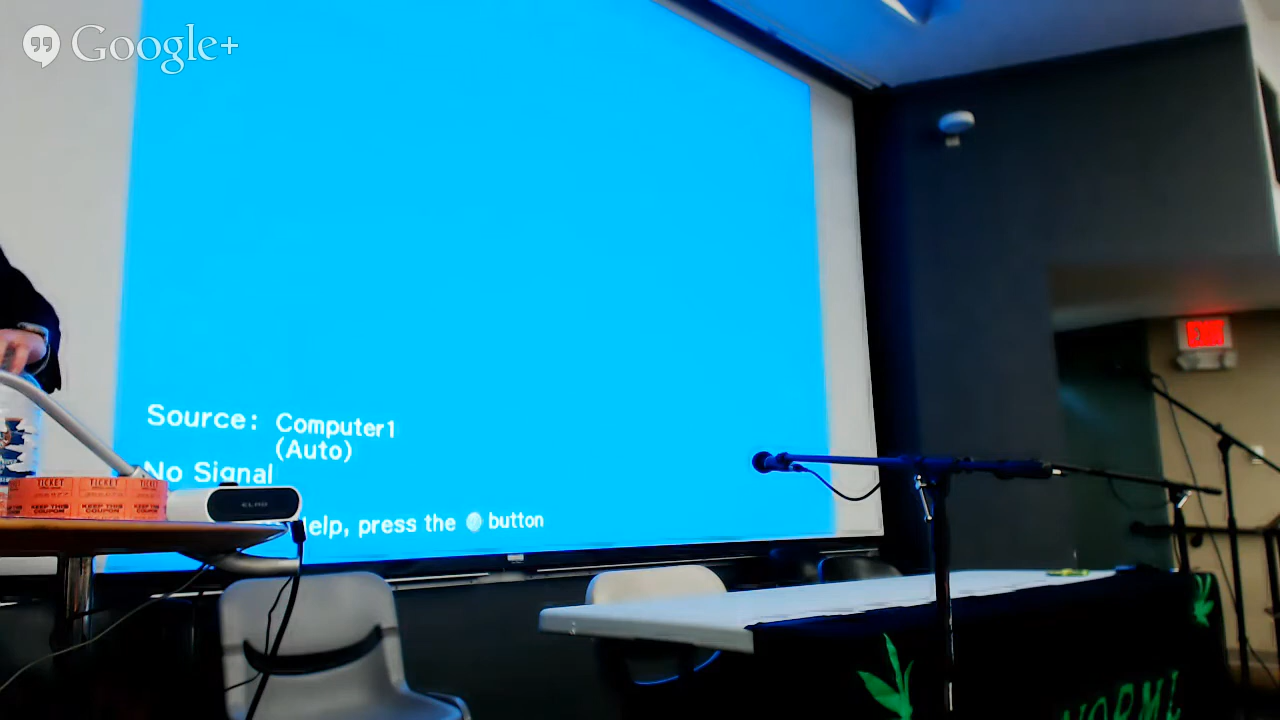 Google+
Source: Computer1
(Auto)
No Signal
elp, press the button
TICKET TICKET TICKET
KEEP THIS COUPON KEEP THIS COUPON KEEP THIS COUPON
ELMO
EXIT
NORML